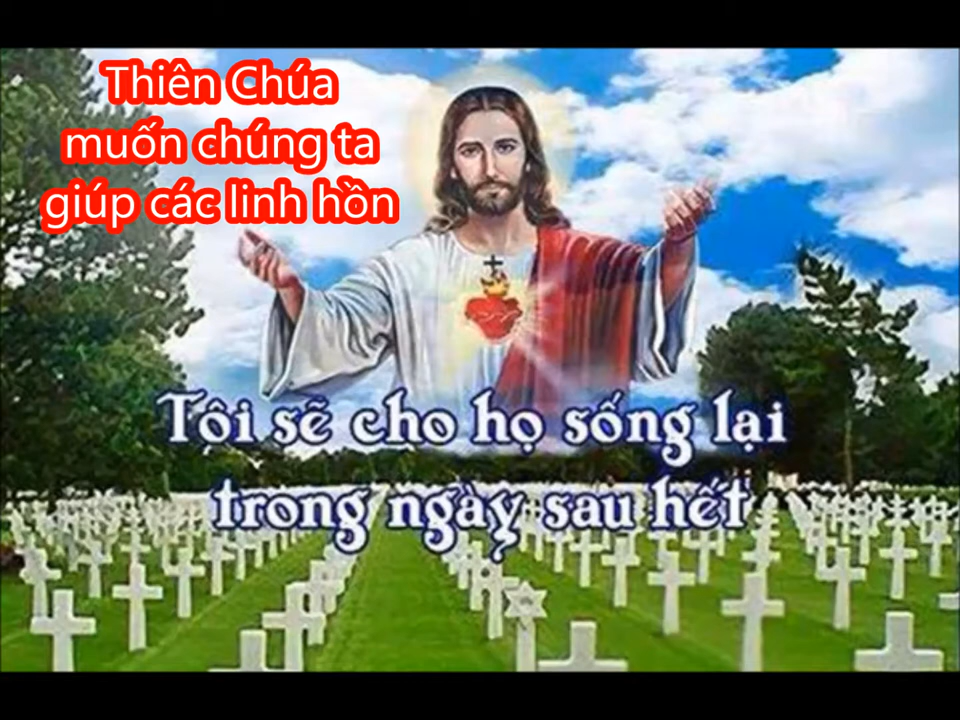 Thiên Chúa
muốn chúng ta
giúp các linh hồn
Tôi sẽ cho họ sống lại
trong ngày sau hết